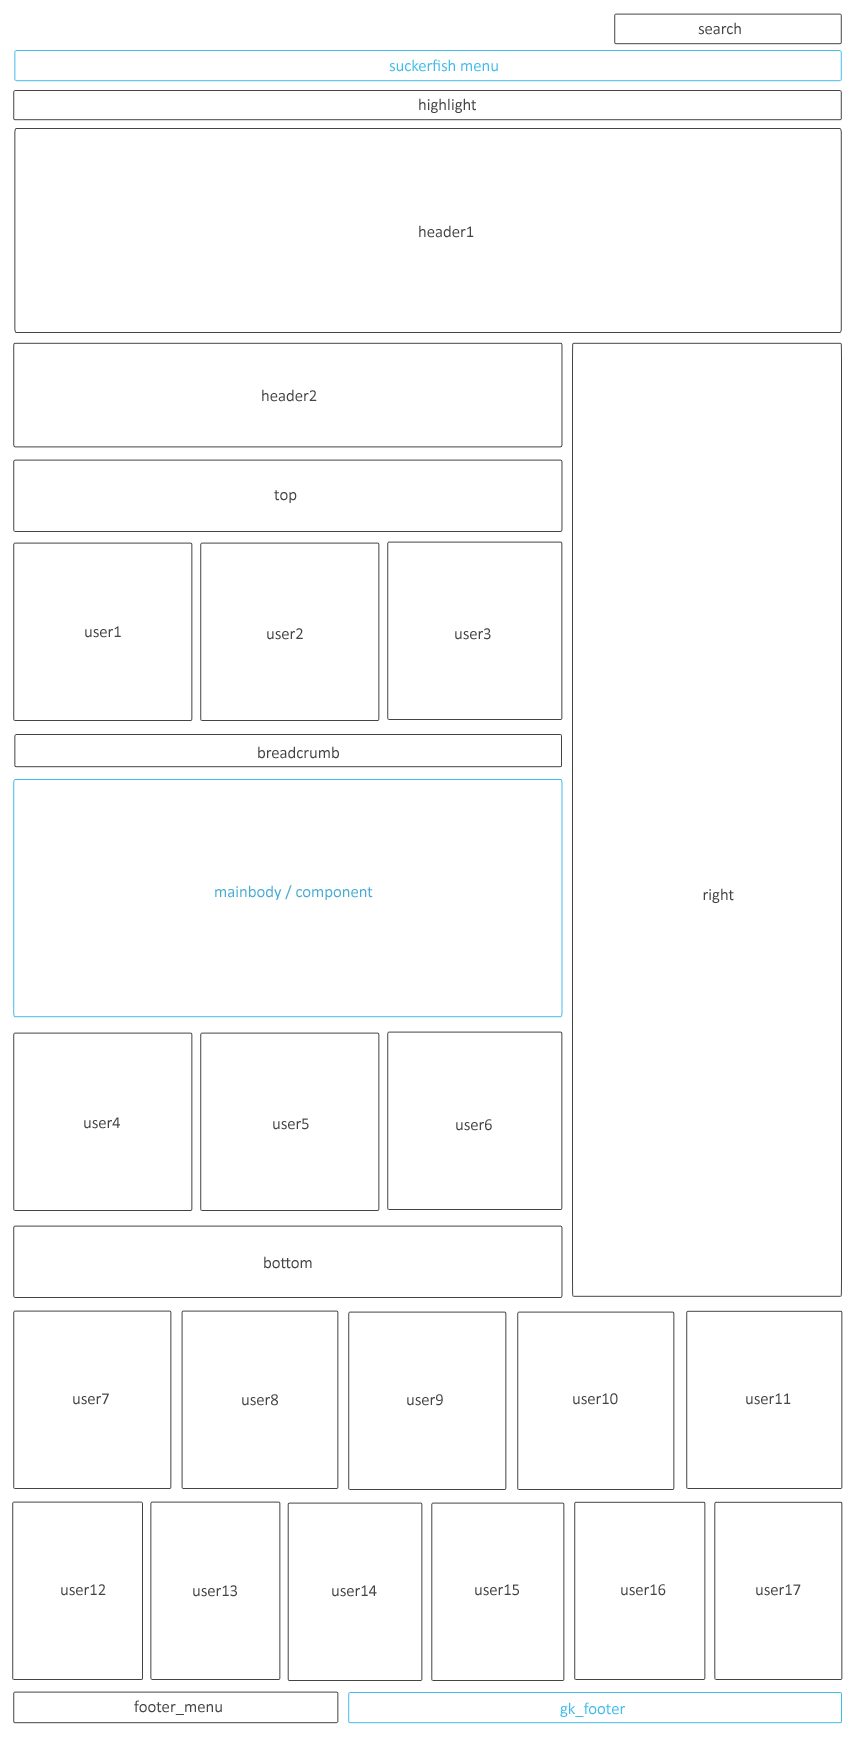 search
suckerfish menu
highlight
header1
header2
top
user1
user2
user3
breadcrumb
mainbody / component
right
user4
user5
user6
bottom
user7
user8
user9
user10
user11
user12
user13
user14
user15
user16
user17
footer_menu
gk_footer